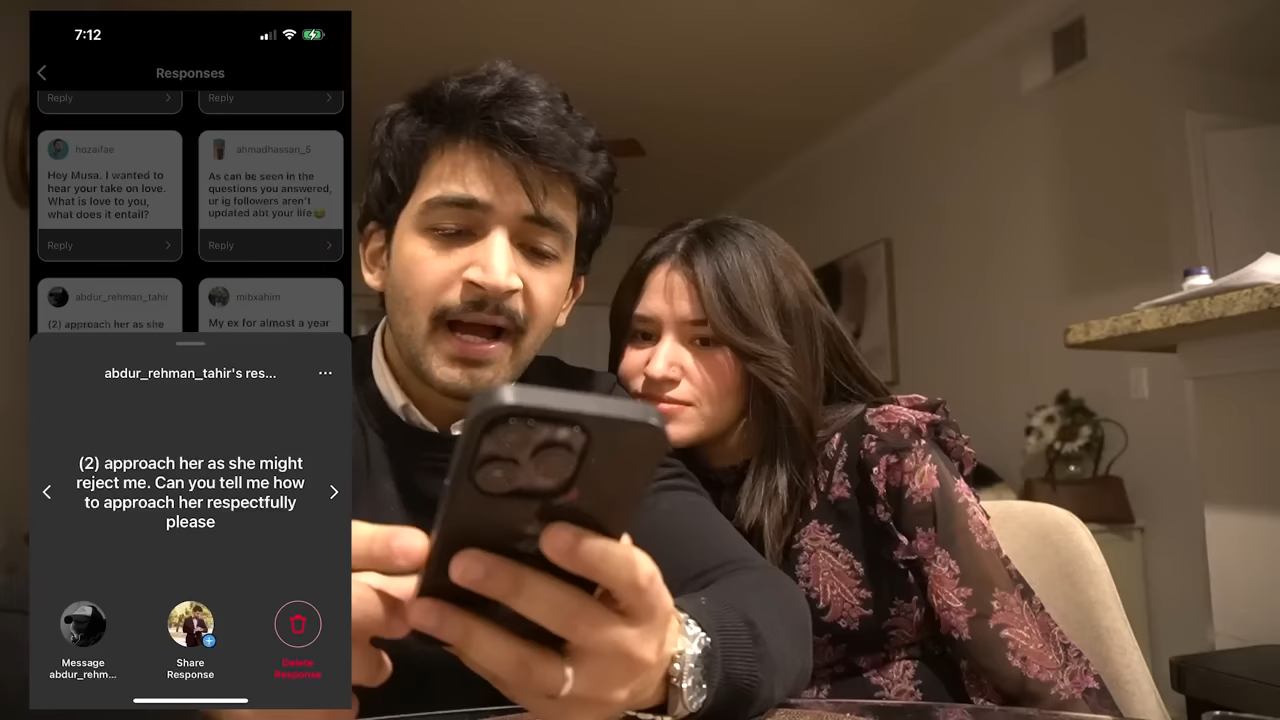 7:12
Responses
Reply
Reply
hozaifae
Hey Musa. I wanted to
hear your take on love.
What is love to you,
what does it entail?
Reply
ahmadhassan_5
As can be seen in the
questions you answered,
ur ig followers aren't
updated abt your life😂
Reply
abdur_rehman_tahir
(2) approach her as she
mibxahim
My ex for almost a year
abdur_rehman_tahir's res...
(2) approach her as she might
reject me. Can you tell me how
to approach her respectfully
please
Message
abdur_rehm...
Share
Response
Delete
Response